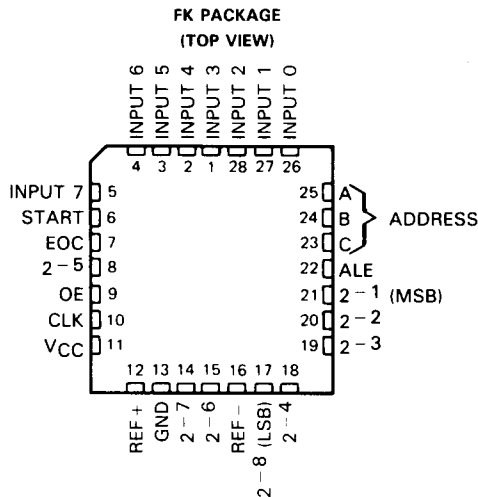 FK PACKAGE
(TOP VIEW)
INPUT 6
INPUT 5
INPUT 4
INPUT 3
INPUT 2
INPUT 1
INPUT 0
4 3 2 1 28 27 26
INPUT 7 5
START 6
EOC 7
2-5 8
OE 9
CLK 10
VCC 11
25 A
24 B
23 C
ADDRESS
22 ALE
21 2-1 (MSB)
20 2-2
19 2-3
12 13 14 15 16 17 18
REF+
GND
2-7
2-6
REF-
2-8 (LSB)
2-4